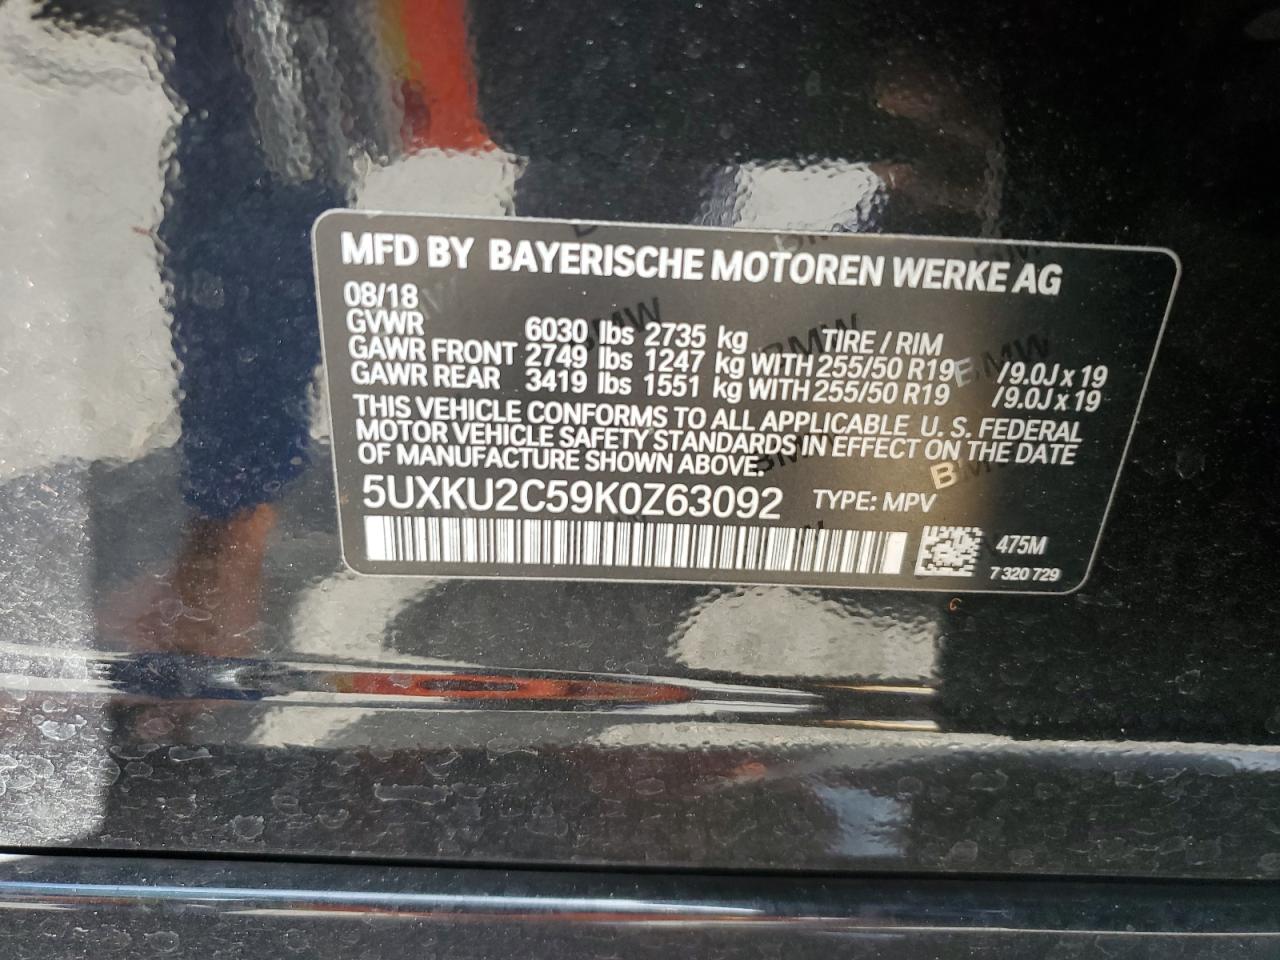 MFD BY BAYERISCHE MOTOREN WERKE AG
08/18
GVWR 6030 lbs 2735 kg TIRE / RIM
GAWR FRONT 2749 lbs 1247 kg WITH 255/50 R19 /9.0J x 19
GAWR REAR 3419 lbs 1551 kg WITH 255/50 R19 /9.0J x 19
THIS VEHICLE CONFORMS TO ALL APPLICABLE U. S. FEDERAL
MOTOR VEHICLE SAFETY STANDARDS IN EFFECT ON THE DATE
OF MANUFACTURE SHOWN ABOVE.
5UXKU2C59K0Z63092 TYPE: MPV
475M
7 320 729